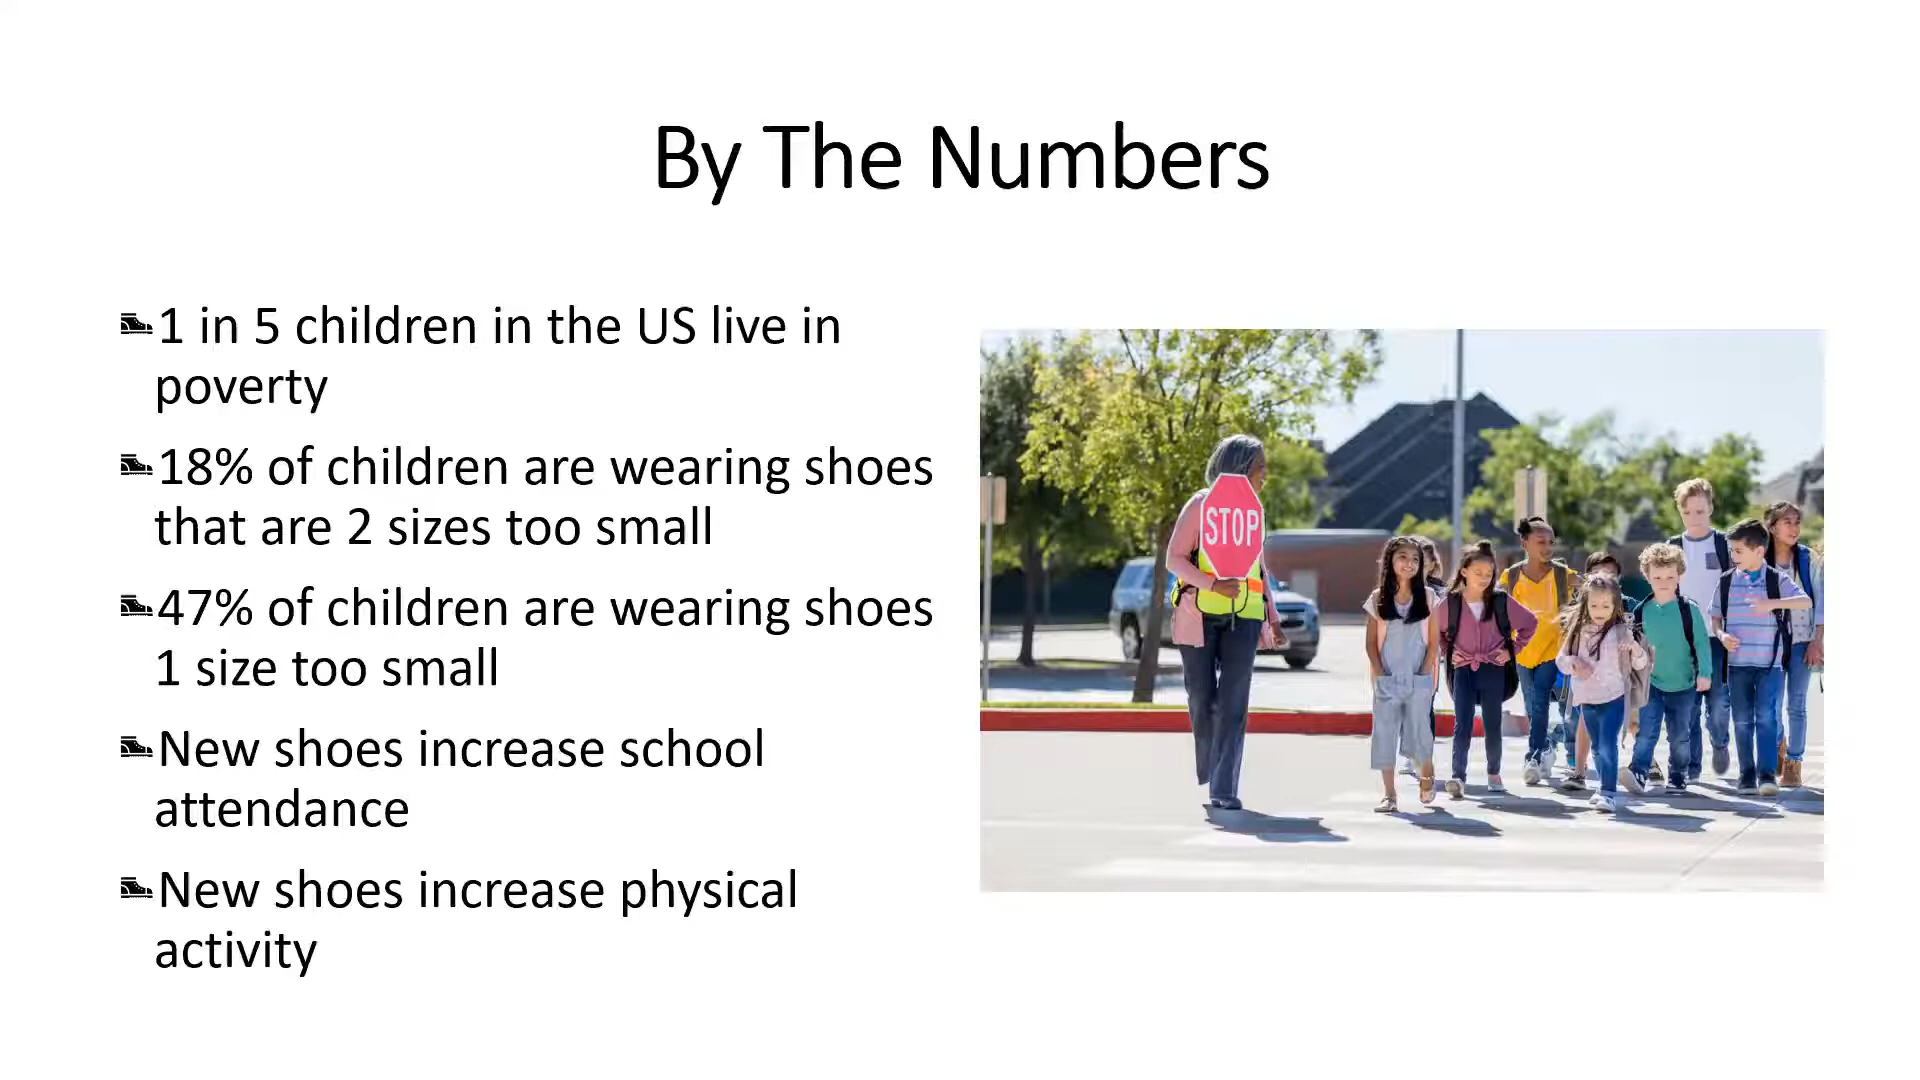 By The Numbers
1 in 5 children in the US live in
poverty
18% of children are wearing shoes
that are 2 sizes too small
47% of children are wearing shoes
1 size too small
New shoes increase school
attendance
New shoes increase physical
activity
STOP